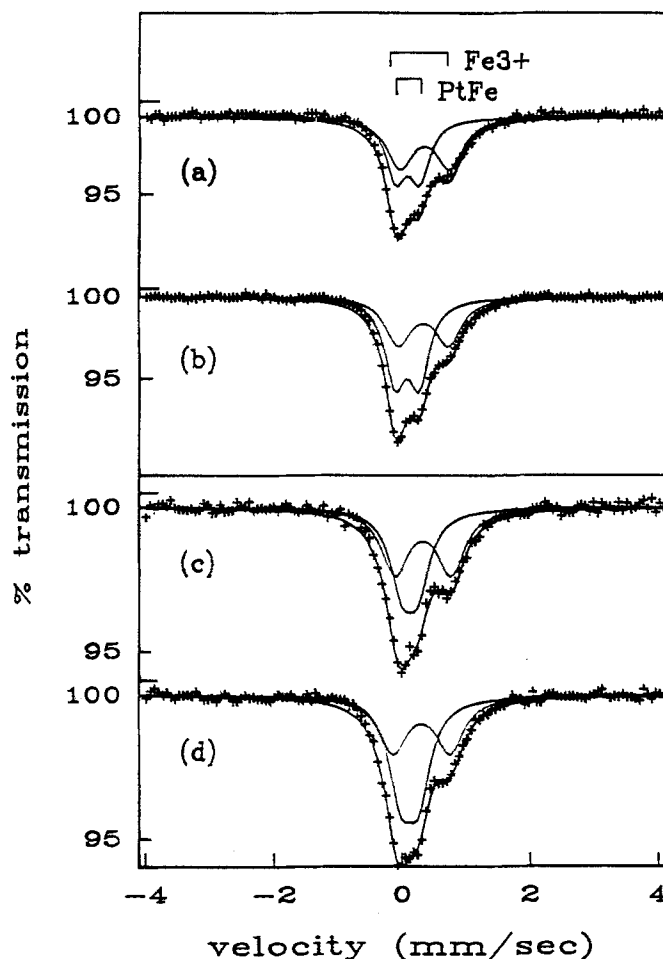 Fe3+
PtFe
100
(a)
95
100
(b)
95
% transmission
100
(c)
95
100
(d)
95
-4 -2 0 2 4
velocity (mm/sec)